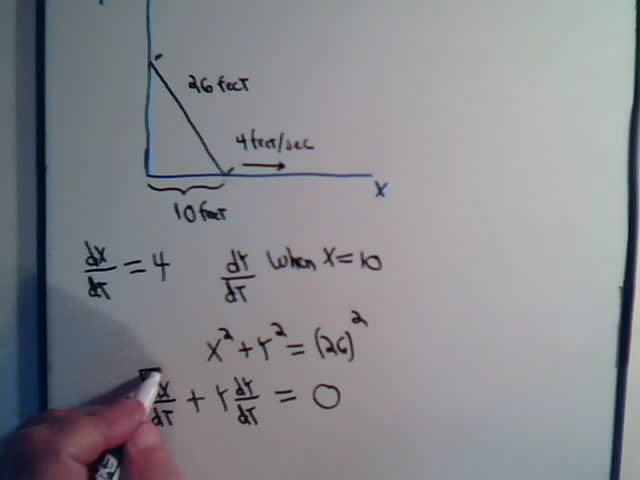 26 feet
4 feet/sec
x
10 feet
dx/dt = 4 dy/dt when x = 10
x² + y² = (26)²
dx/dt + y dy/dt = 0